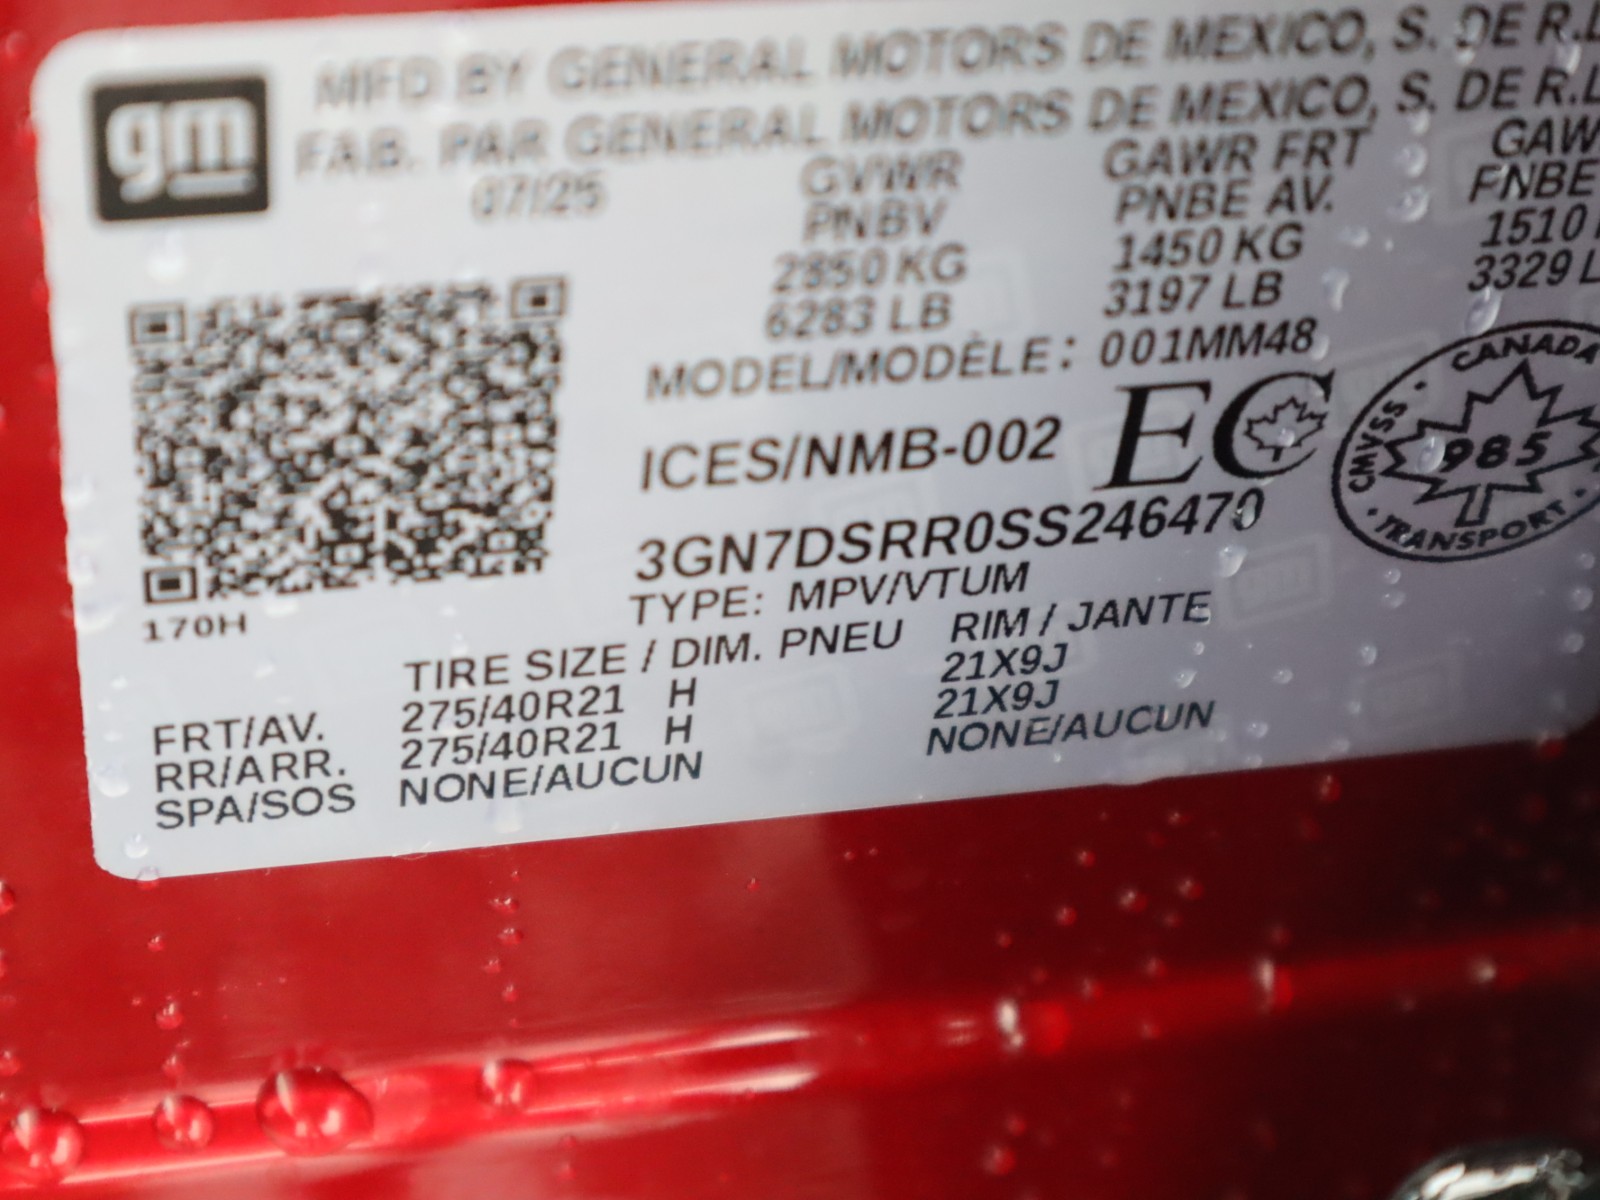 gm
MFD BY GENERAL MOTORS DE MEXICO, S. DE R.L
FAB. PAR GENERAL MOTORS DE MEXICO, S. DE R.L
07/25 GVWR GAWR FRT GAW
PNBV PNBE AV. PNBE
2850 KG 1450 KG 1510
6283 LB 3197 LB 3329 L
MODEL/MODÈLE: 001MM48
ICES/NMB-002 EC
CANADA
CMVSS 985
TRANSPORT
3GN7DSRR0SS246470
TYPE: MPV/VTUM
170H
TIRE SIZE / DIM. PNEU RIM / JANTE
FRT/AV. 275/40R21 H 21X9J
RR/ARR. 275/40R21 H 21X9J
SPA/SOS NONE/AUCUN NONE/AUCUN